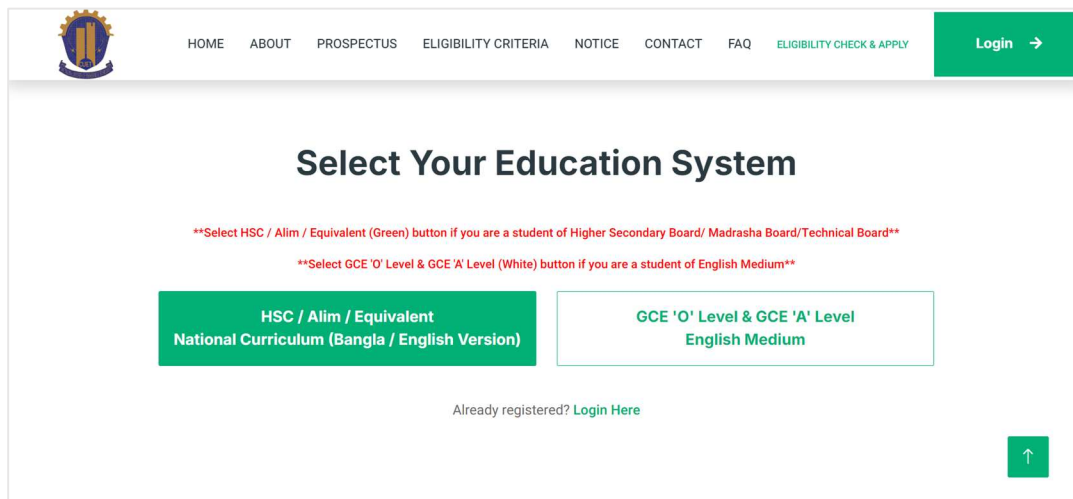 CUET
HOME ABOUT PROSPECTUS ELIGIBILITY CRITERIA NOTICE CONTACT FAQ ELIGIBILITY CHECK & APPLY Login →
Select Your Education System
**Select HSC / Alim / Equivalent (Green) button if you are a student of Higher Secondary Board/ Madrasha Board/Technical Board**
**Select GCE 'O' Level & GCE 'A' Level (White) button if you are a student of English Medium**
HSC / Alim / Equivalent
National Curriculum (Bangla / English Version)
GCE 'O' Level & GCE 'A' Level
English Medium
Already registered? Login Here
↑